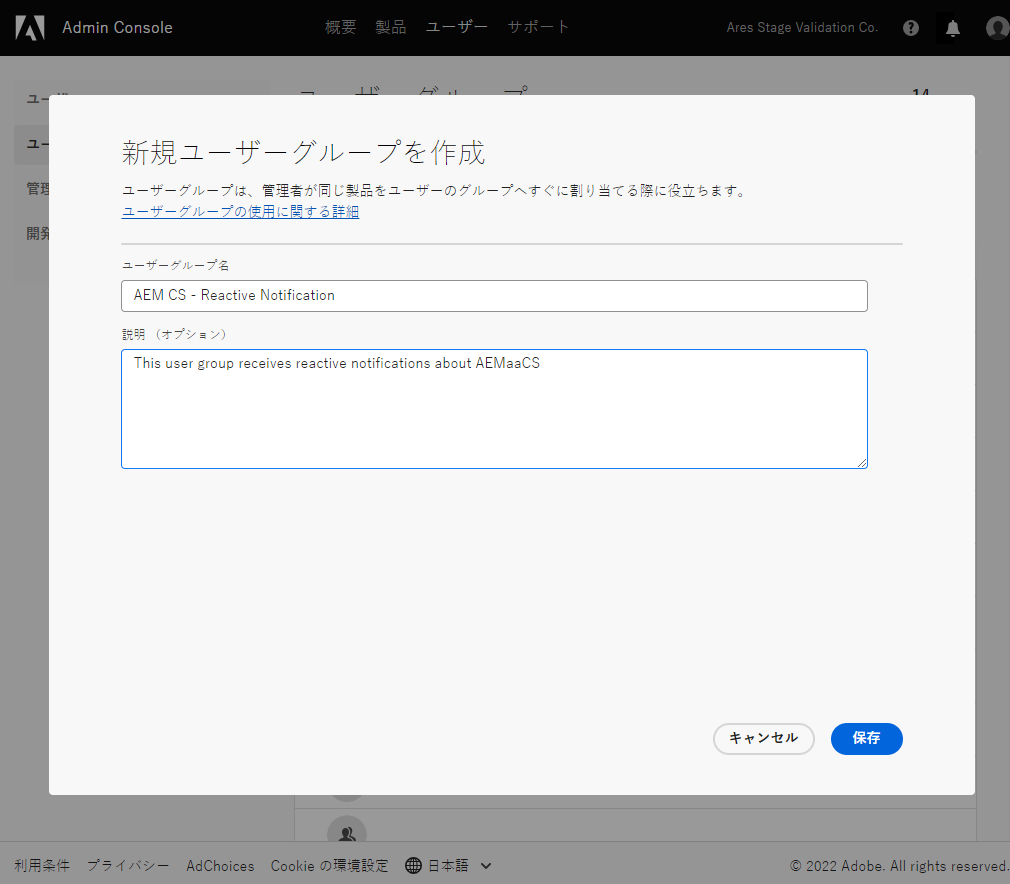 Admin Console
概要 製品 ユーザー サポート
Ares Stage Validation Co.
14
管理
開発
新規ユーザーグループを作成
ユーザーグループは、管理者が同じ製品をユーザーのグループへすぐに割り当てる際に役立ちます。
ユーザーグループの使用に関する詳細
ユーザーグループ名
AEM CS - Reactive Notification
説明 （オプション）
This user group receives reactive notifications about AEMaaCS
キャンセル 保存
利用条件 プライバシー AdChoices Cookie の環境設定 日本語
© 2022 Adobe. All rights reserved.